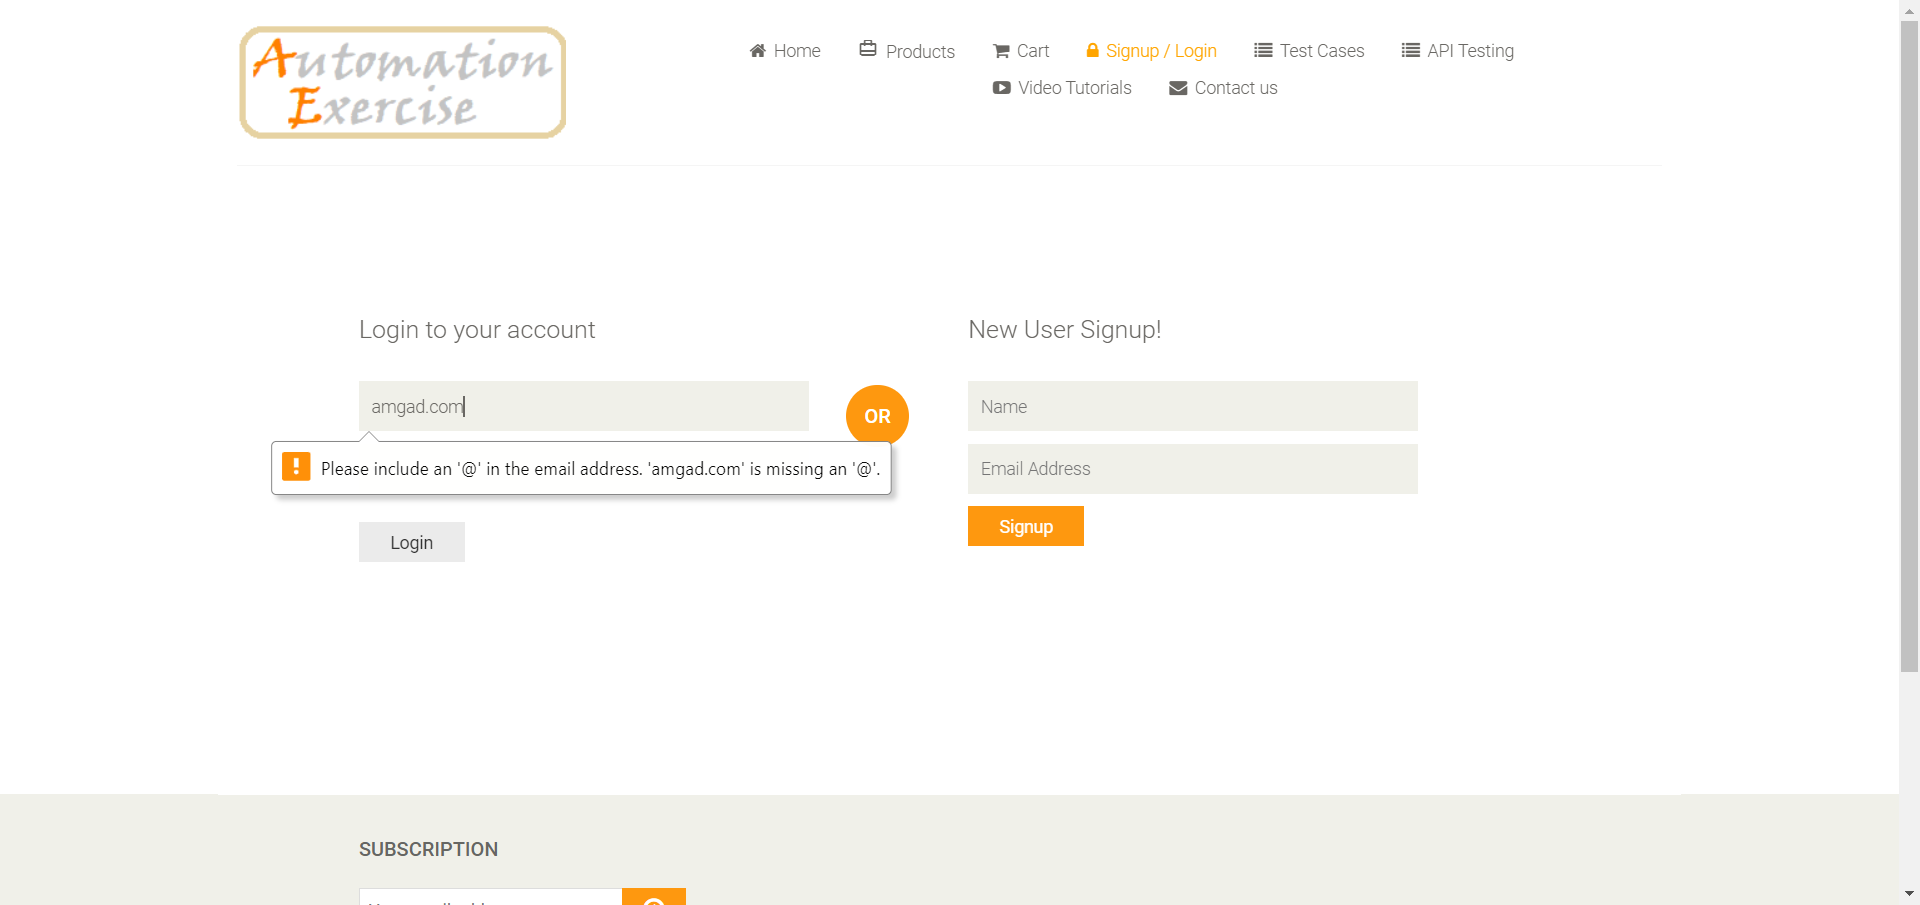 Automation
Exercise
Home
Products
Cart
Signup / Login
Test Cases
API Testing
Video Tutorials
Contact us
Login to your account
New User Signup!
amgad.com
OR
Name
Please include an '@' in the email address. 'amgad.com' is missing an '@'.
Email Address
Login
Signup
SUBSCRIPTION